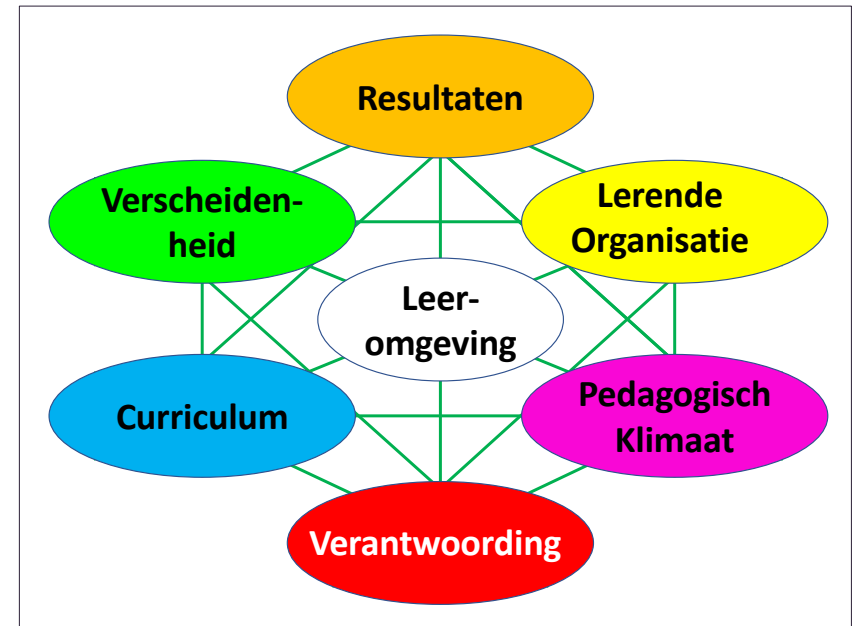 Resultaten
Verscheiden-
heid
Lerende
Organisatie
Leer-
omgeving
Curriculum
Pedagogisch
Klimaat
Verantwoording